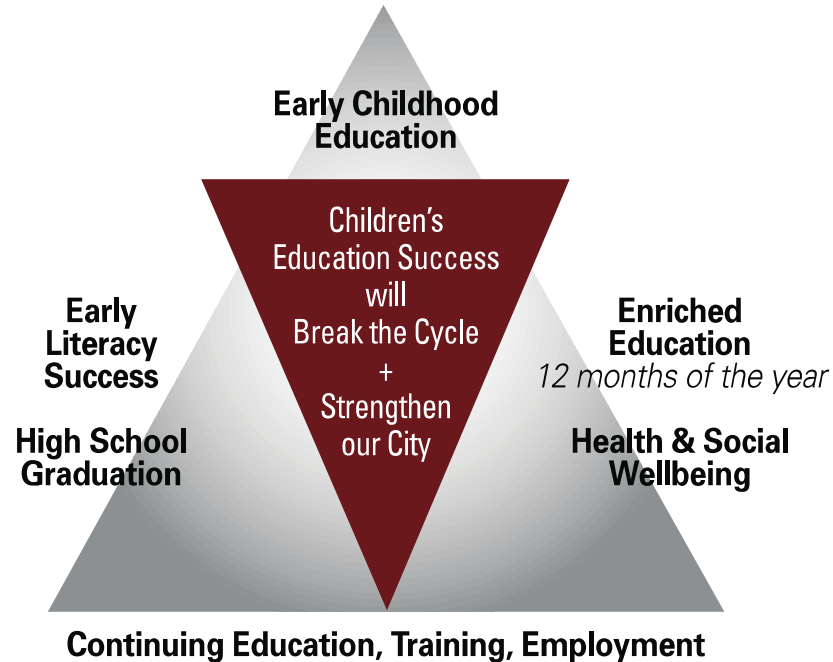 Early Childhood
Education
Children's
Education Success
will
Break the Cycle
+
Strengthen
our City
Early
Literacy
Success
High School
Graduation
Enriched
Education
12 months of the year
Health & Social
Wellbeing
Continuing Education, Training, Employment